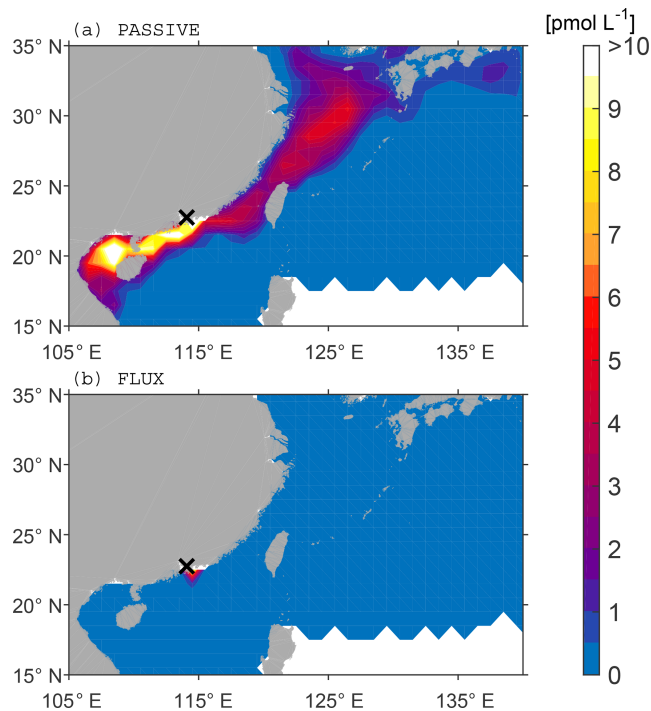 (a) PASSIVE
[pmol L⁻¹]
35° N
30° N
25° N
20° N
15° N
105° E 115° E 125° E 135° E
(b) FLUX
35° N
30° N
25° N
20° N
15° N
105° E 115° E 125° E 135° E
>10
9
8
7
6
5
4
3
2
1
0